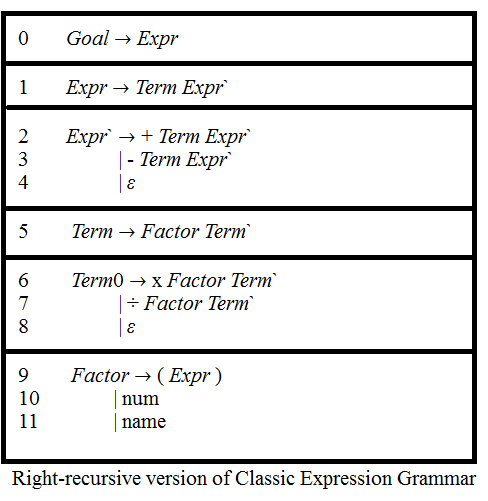 0 Goal → Expr
1 Expr → Term Expr`
2 Expr` → + Term Expr`
3 | - Term Expr`
4 | ε
5 Term → Factor Term`
6 Term0 → x Factor Term`
7 | ÷ Factor Term`
8 | ε
9 Factor → ( Expr )
10 | num
11 | name
Right-recursive version of Classic Expression Grammar